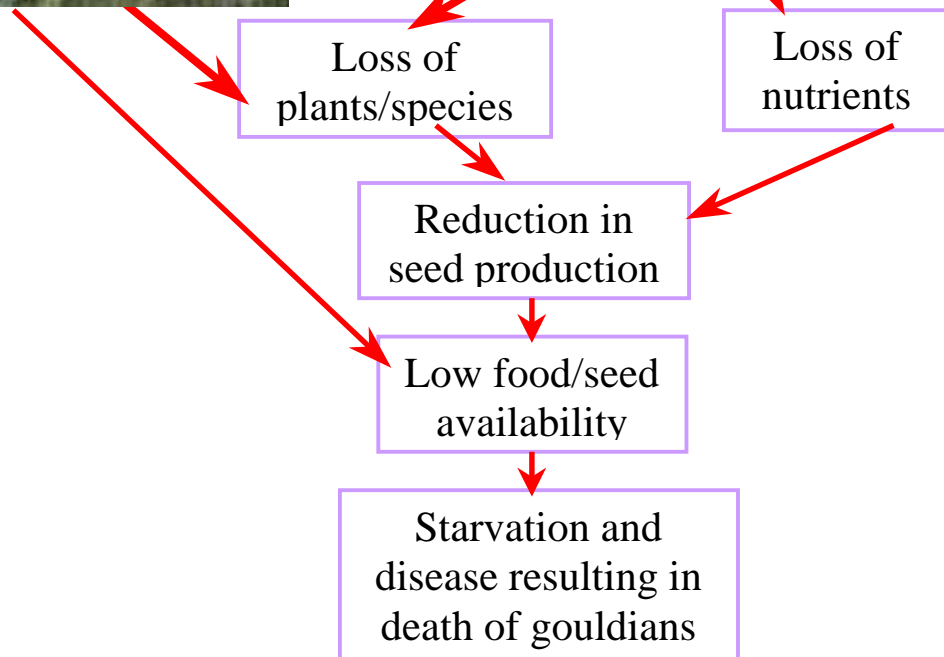 Loss of
plants/species
Loss of
nutrients
Reduction in
seed production
Low food/seed
availability
Starvation and
disease resulting in
death of gouldians